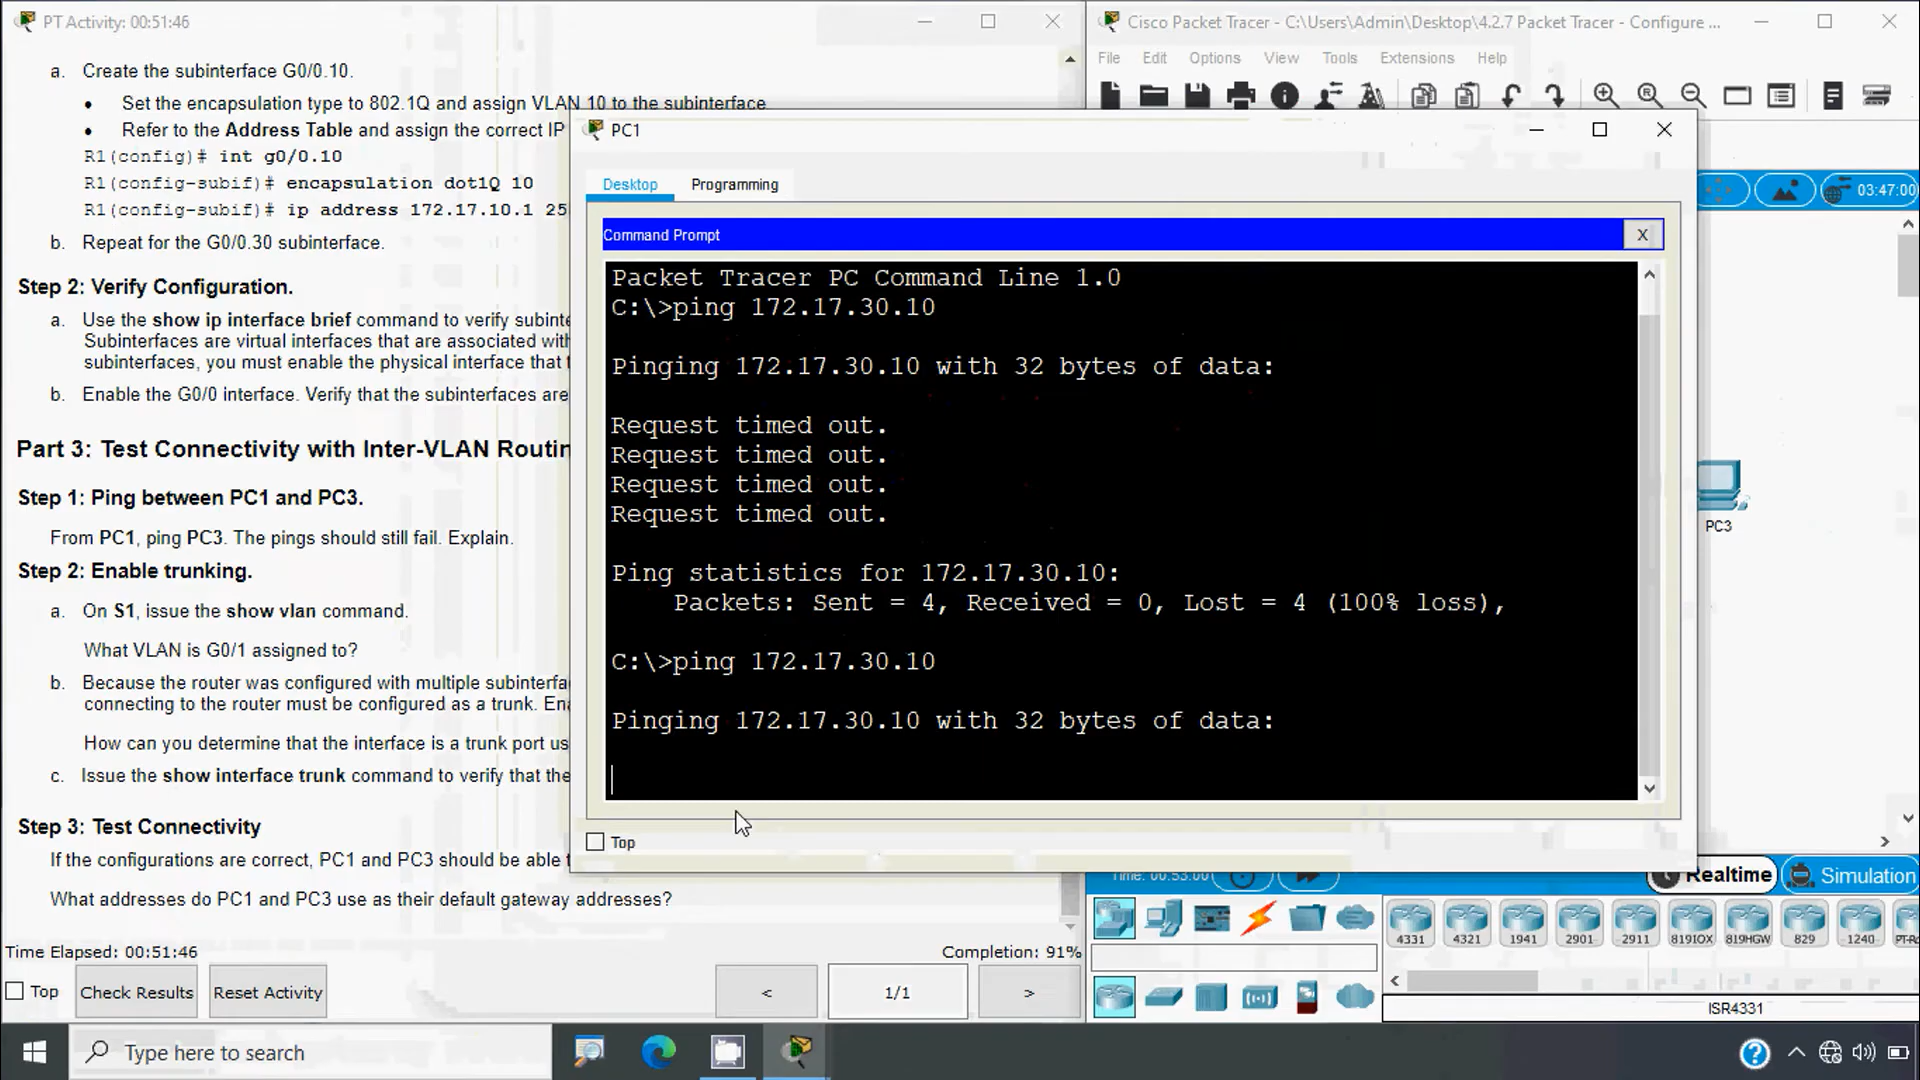 PT Activity: 00:51:46
a. Create the subinterface G0/0.10.
• Set the encapsulation type to 802.1Q and assign VLAN 10 to the subinterface
• Refer to the Address Table and assign the correct IP
R1(config)# int g0/0.10
R1(config-subif)# encapsulation dot1Q 10
R1(config-subif)# ip address 172.17.10.1 25
b. Repeat for the G0/0.30 subinterface.
Step 2: Verify Configuration.
a. Use the show ip interface brief command to verify subinte
Subinterfaces are virtual interfaces that are associated with
subinterfaces, you must enable the physical interface that t
b. Enable the G0/0 interface. Verify that the subinterfaces are
Part 3: Test Connectivity with Inter-VLAN Routin
Step 1: Ping between PC1 and PC3.
From PC1, ping PC3. The pings should still fail. Explain.
Step 2: Enable trunking.
a. On S1, issue the show vlan command.
What VLAN is G0/1 assigned to?
b. Because the router was configured with multiple subinterfa
connecting to the router must be configured as a trunk. Ena
How can you determine that the interface is a trunk port us
c. Issue the show interface trunk command to verify that the
Step 3: Test Connectivity
If the configurations are correct, PC1 and PC3 should be able t
What addresses do PC1 and PC3 use as their default gateway addresses?
Time Elapsed: 00:51:46
Completion: 91%
Top
Check Results
Reset Activity
<
1/1
>
Cisco Packet Tracer - C:\Users\Admin\Desktop\4.2.7 Packet Tracer - Configure ...
File Edit Options View Tools Extensions Help
03:47:00
PC1
Desktop
Programming
Command Prompt
X
Packet Tracer PC Command Line 1.0
C:\>ping 172.17.30.10
Pinging 172.17.30.10 with 32 bytes of data:
Request timed out.
Request timed out.
Request timed out.
Request timed out.
Ping statistics for 172.17.30.10:
Packets: Sent = 4, Received = 0, Lost = 4 (100% loss),
C:\>ping 172.17.30.10
Pinging 172.17.30.10 with 32 bytes of data:
Top
PC3
Time: 00:53:00
Realtime
Simulation
4331 4321 1941 2901 2911 819IOX 819HGW 829 1240
ISR4331
Type here to search